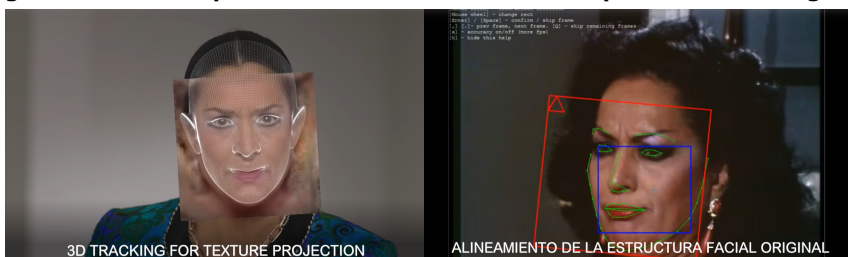 [Mouse wheel] - change rect
[Enter] / [Space] - confirm / skip frame
[,] [.]- prev frame, next frame. [Q] - skip remaining frames
[a] - accuracy on/off (more fps)
[h] - hide this help
3D TRACKING FOR TEXTURE PROJECTION
ALINEAMIENTO DE LA ESTRUCTURA FACIAL ORIGINAL